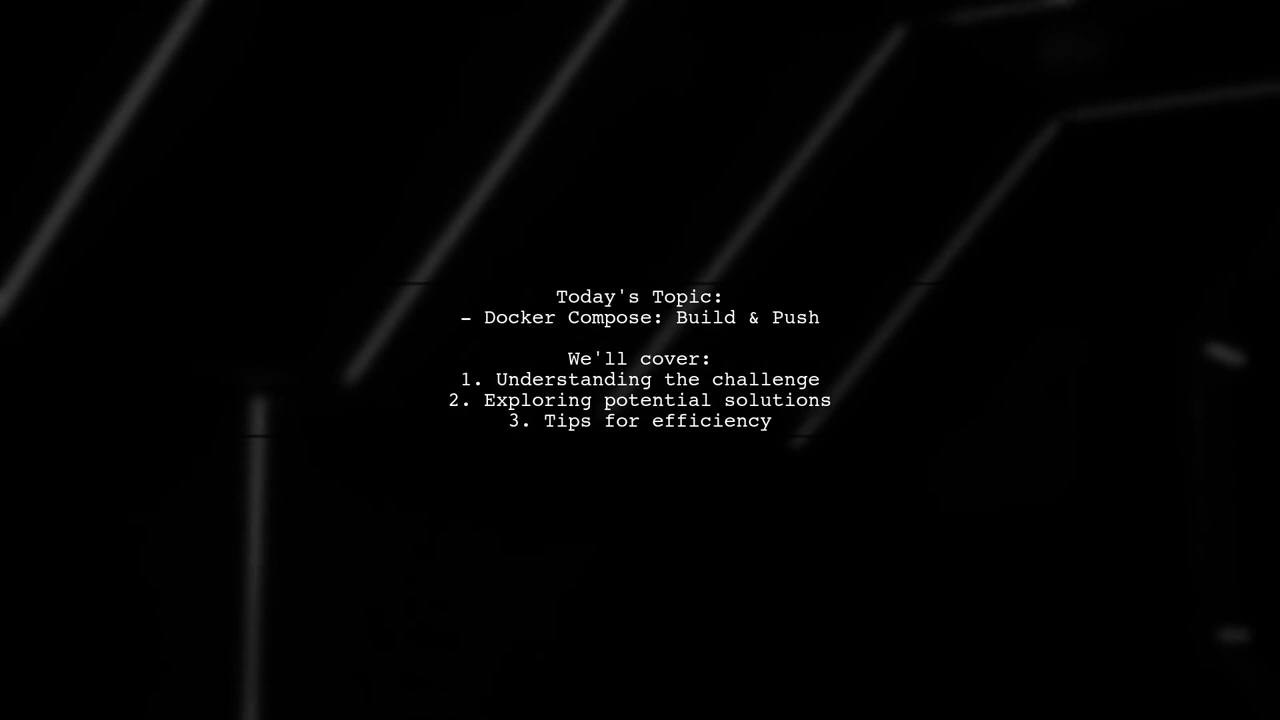 Today's Topic:
- Docker Compose: Build & Push
We'll cover:
1. Understanding the challenge
2. Exploring potential solutions
3. Tips for efficiency